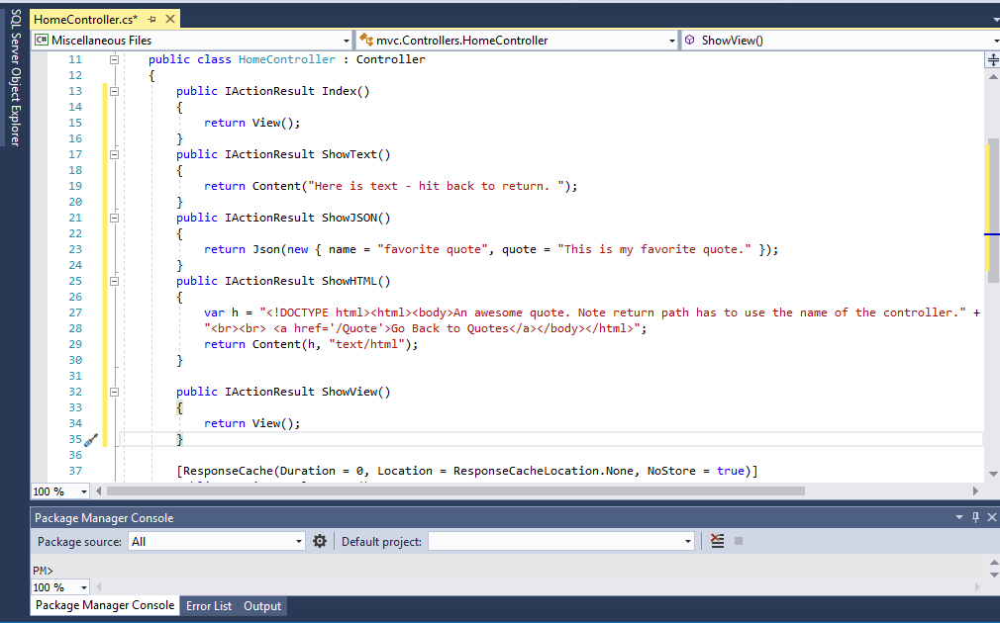 SQL Server Object Explorer
HomeController.cs*
C# Miscellaneous Files
mvc.Controllers.HomeController
ShowView()
11 public class HomeController : Controller
12 {
13 public IActionResult Index()
14 {
15 return View();
16 }
17 public IActionResult ShowText()
18 {
19 return Content("Here is text - hit back to return. ");
20 }
21 public IActionResult ShowJSON()
22 {
23 return Json(new { name = "favorite quote", quote = "This is my favorite quote." });
24 }
25 public IActionResult ShowHTML()
26 {
27 var h = "<!DOCTYPE html><html><body>An awesome quote. Note return path has to use the name of the controller." +
28 "<br><br> <a href='/Quote'>Go Back to Quotes</a></body></html>";
29 return Content(h, "text/html");
30 }
31
32 public IActionResult ShowView()
33 {
34 return View();
35 }
36
37 [ResponseCache(Duration = 0, Location = ResponseCacheLocation.None, NoStore = true)]
100 %
Package Manager Console
Package source: All
Default project:
PM>
100 %
Package Manager Console
Error List
Output